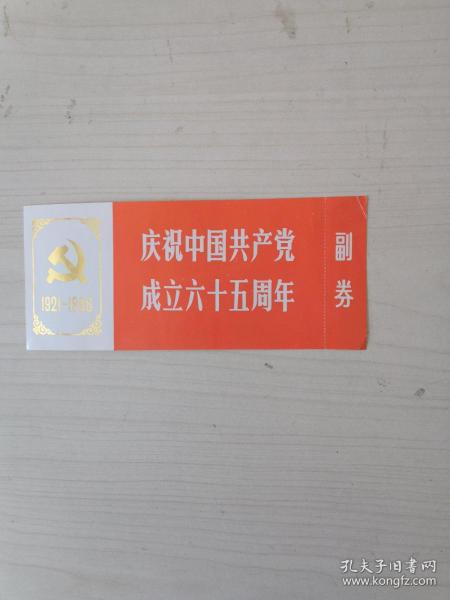 1921-1986
庆祝中国共产党
成立六十五周年
副券
孔夫子旧书网
www.kongfz.com